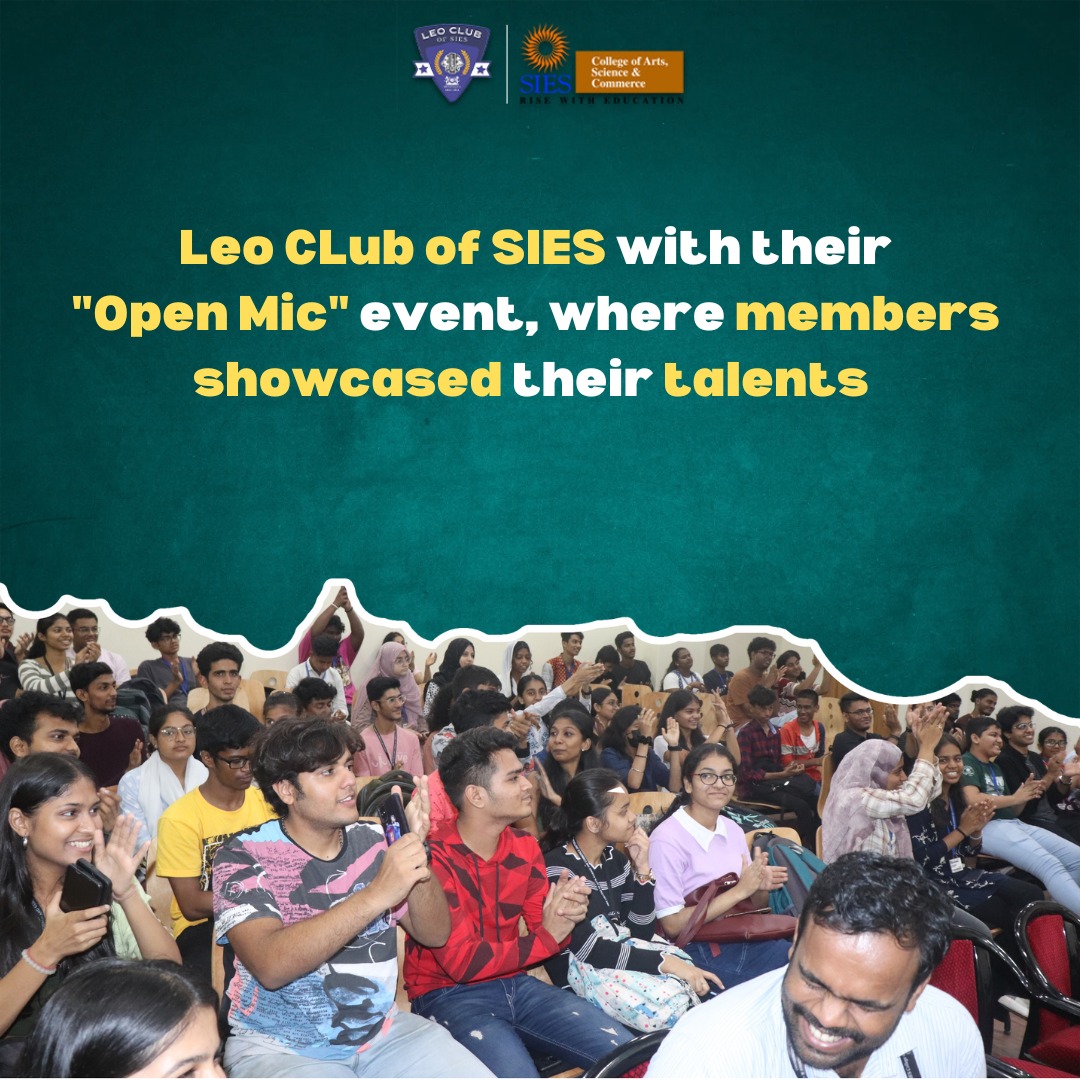 LEO CLUB
OF SIES
SIES
College of Arts,
Science &
Commerce
RISE WITH EDUCATION
Leo CLub of SIES with their
"Open Mic" event, where members
showcased their talents